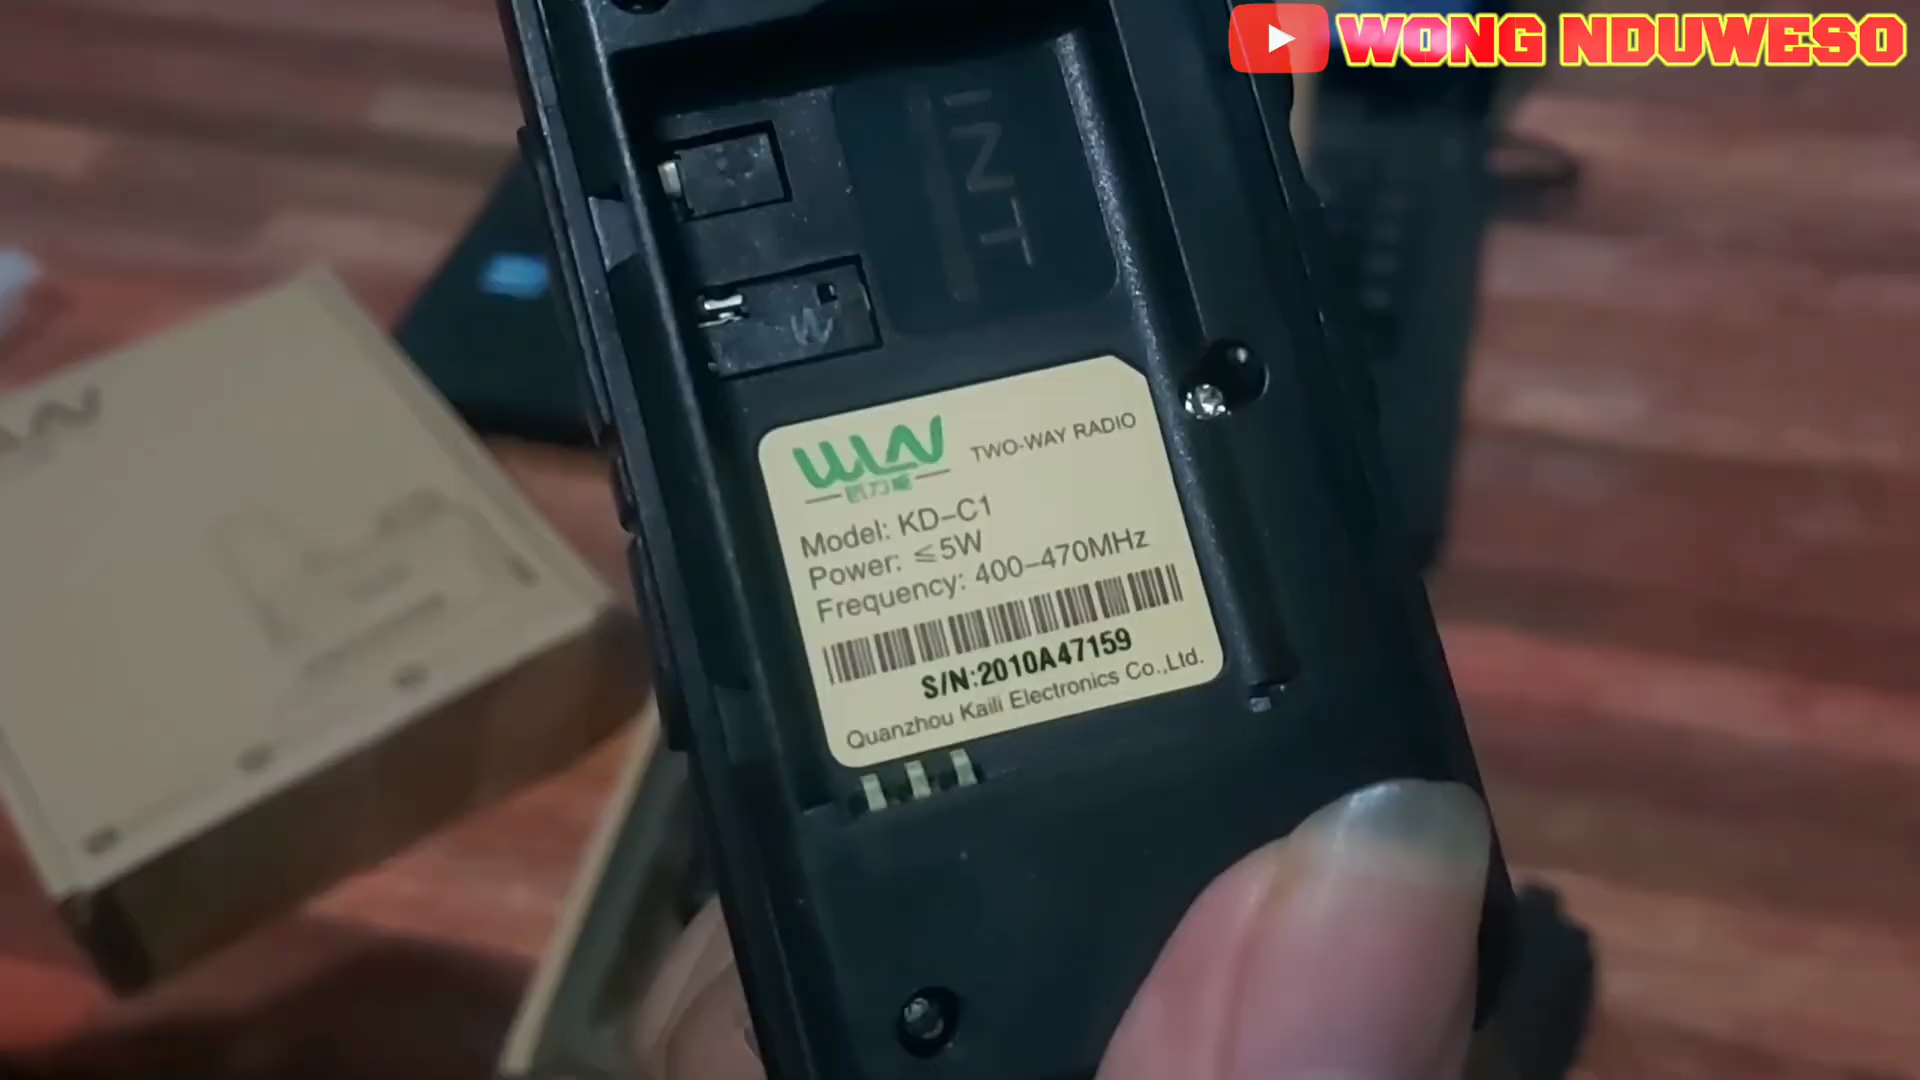 WONG NDUWESO
INT
WLN
TWO-WAY RADIO
Model: KD-C1
Power: ≤5W
Frequency: 400-470MHz
S/N:2010A47159
Quanzhou Kaili Electronics Co.,Ltd.